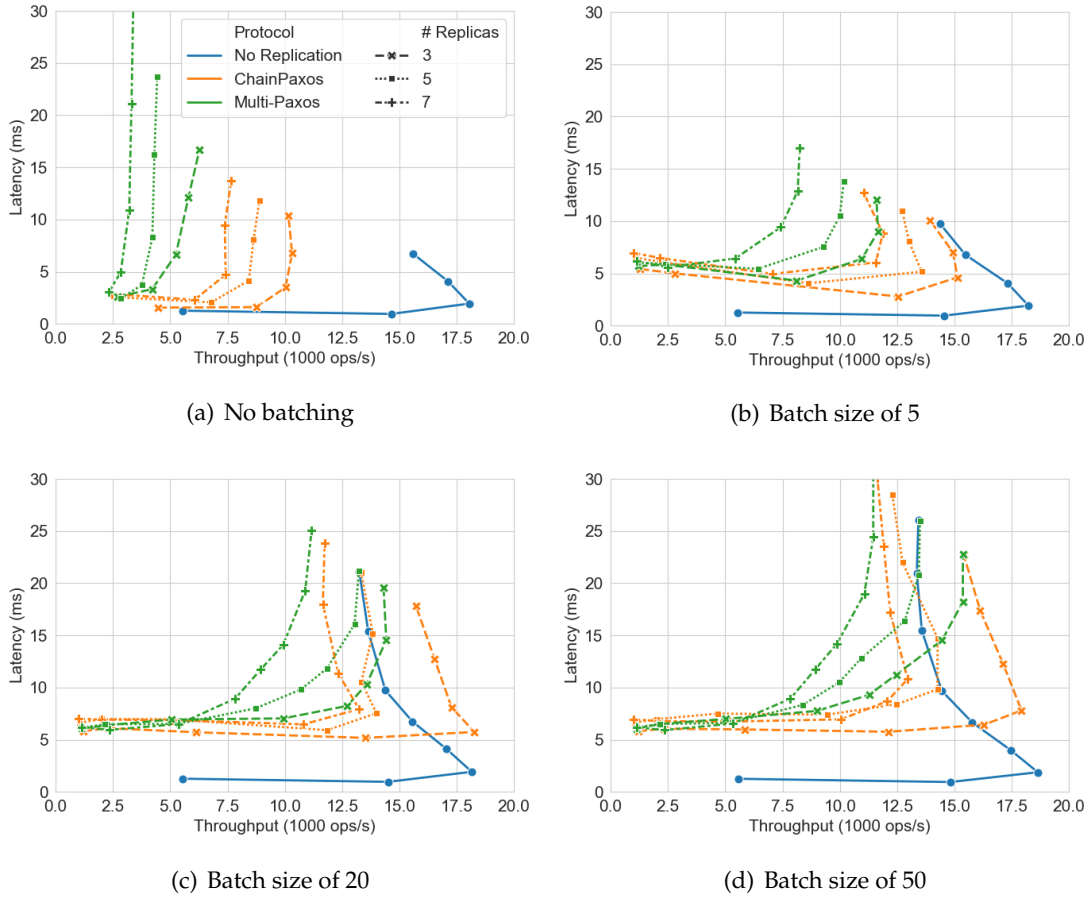 30
25
20
15
10
5
0
Latency (ms)
Protocol
No Replication
ChainPaxos
Multi-Paxos
# Replicas
3
5
7
0.0 2.5 5.0 7.5 10.0 12.5 15.0 17.5 20.0
Throughput (1000 ops/s)
(a) No batching
30
25
20
15
10
5
0
Latency (ms)
0.0 2.5 5.0 7.5 10.0 12.5 15.0 17.5 20.0
Throughput (1000 ops/s)
(b) Batch size of 5
30
25
20
15
10
5
0
Latency (ms)
0.0 2.5 5.0 7.5 10.0 12.5 15.0 17.5 20.0
Throughput (1000 ops/s)
(c) Batch size of 20
30
25
20
15
10
5
0
Latency (ms)
0.0 2.5 5.0 7.5 10.0 12.5 15.0 17.5 20.0
Throughput (1000 ops/s)
(d) Batch size of 50